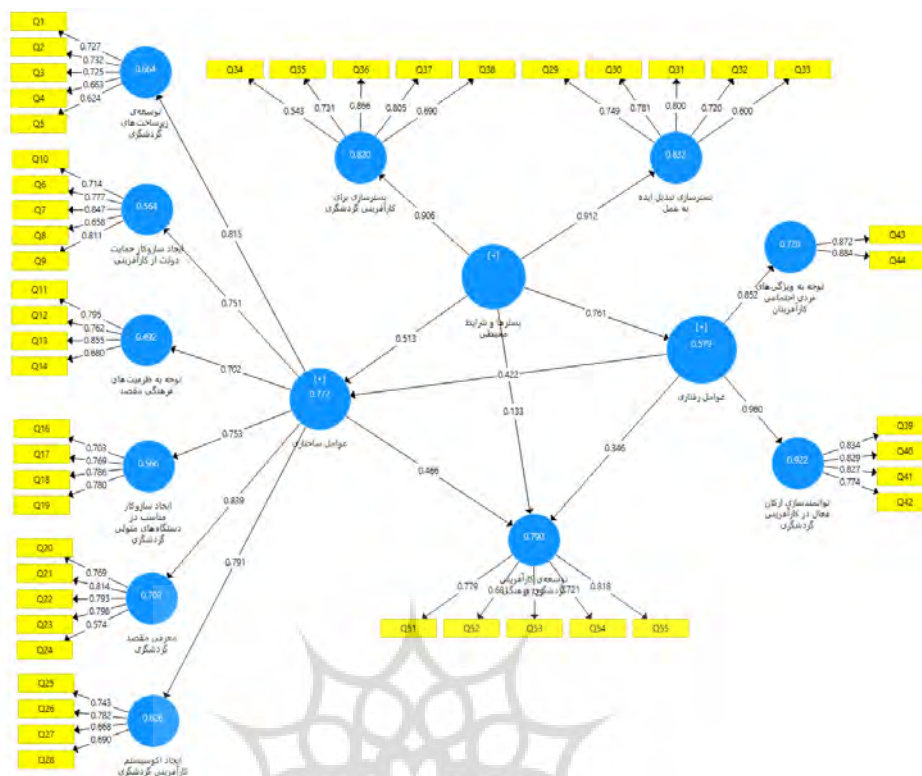 Q1
Q2
Q3
Q4
Q5
0.727
0.732
0.725
0.663
0.624
0.664
توسعه‌ی
زیرساخت‌های
گردشگری
Q10
Q6
Q7
Q8
Q9
0.714
0.777
0.647
0.658
0.811
0.564
ایجاد سازوکار حمایت
دولت از کارآفرینی
Q11
Q12
Q13
Q14
0.795
0.762
0.855
0.680
0.492
توجه به ظرفیت‌های
فرهنگی مقصد
Q16
Q17
Q18
Q19
0.703
0.769
0.786
0.780
0.566
ایجاد سازوکار
مناسب در
دستگاه‌های متولی
گردشگری
Q20
Q21
Q22
Q23
Q24
0.769
0.814
0.793
0.796
0.574
0.703
معرفی مقصد
گردشگری
Q25
Q26
Q27
Q28
0.743
0.782
0.668
0.690
0.626
ایجاد اکوسیستم
کارآفرینی گردشگری
0.815
0.751
0.702
0.753
0.839
0.791
[+]
0.772
عوامل ساختاری
Q34
Q35
Q36
Q37
Q38
0.543
0.731
0.866
0.805
0.690
0.820
بسترسازی برای
کارآفرینی گردشگری
Q29
Q30
Q31
Q32
Q33
0.749
0.781
0.800
0.720
0.600
0.832
بسترسازی تبدیل ایده
به عمل
0.906
0.912
[+]
بسترها و شرایط
محیطی
0.513
0.761
0.133
0.422
[+]
0.579
عوامل رفتاری
0.852
0.960
0.346
0.466
Q43
Q44
0.872
0.884
توجه به ویژگی‌های
فردی اجتماعی
کارآفرینان
Q39
Q40
Q41
Q42
0.834
0.829
0.827
0.774
0.922
توانمندسازی ارکان
فعال در کارآفرینی
گردشگری
0.790
توسعه‌ی کارآفرینی
گردشگری فرهنگی
0.779
0.721
0.818
Q51
Q52
Q53
Q54
Q55